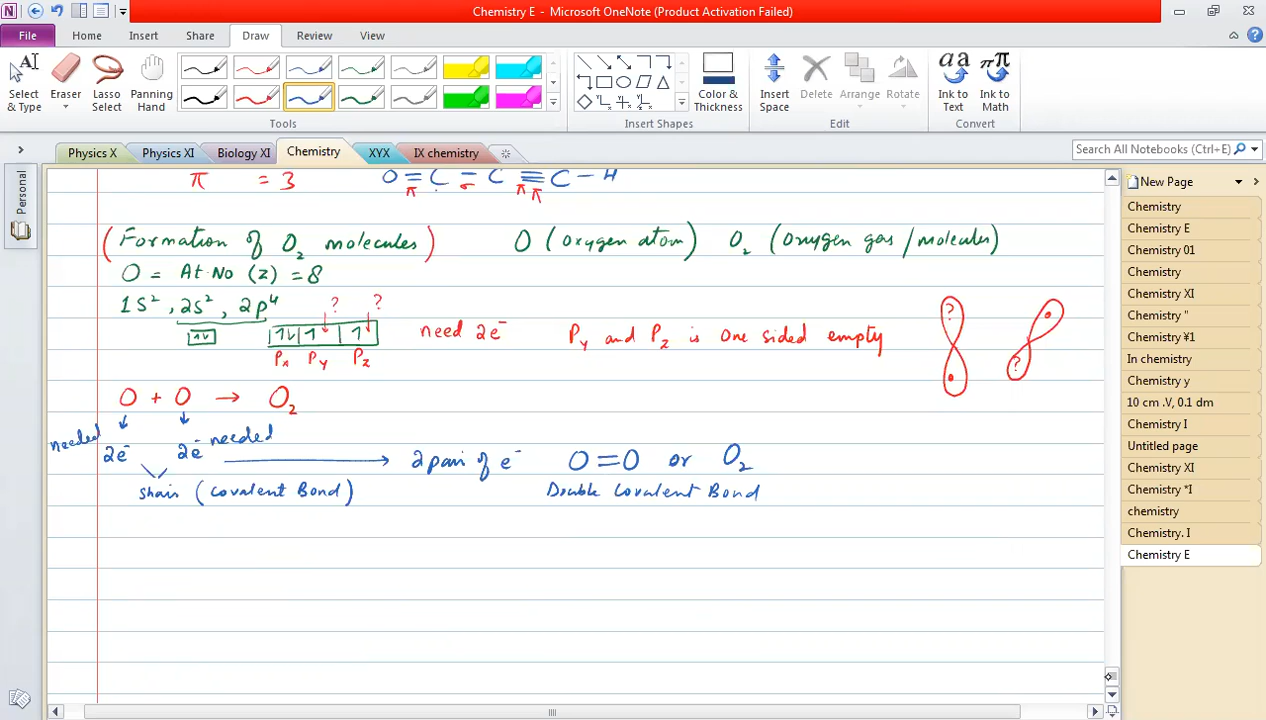 Chemistry E - Microsoft OneNote (Product Activation Failed)
File Home Insert Share Draw Review View
Select & Type Eraser Lasso Select Panning Hand Color & Thickness Insert Space Delete Arrange Rotate Ink to Text Ink to Math
Tools Insert Shapes Edit Convert
Physics X Physics XI Biology XI Chemistry XYX IX chemistry Search All Notebooks (Ctrl+E)
Personal
New Page
Chemistry
Chemistry E
Chemistry 01
Chemistry
Chemistry XI
Chemistry "
Chemistry ¥1
In chemistry
Chemistry y
10 cm .V, 0.1 dm
Chemistry I
Untitled page
Chemistry XI
Chemistry *I
chemistry
Chemistry. I
Chemistry E
π = 3 O = C = C ≡ C - H
π σ π π
(Formation of O₂ molecules) O (oxygen atom) O₂ (oxygen gas/molecules)
O = At. No (z) = 8
1S², 2s², 2p⁴ ? ?
need 2e⁻ Py and Pz is one sided empty ? ?
Px Py Pz
O + O → O₂
needed 2e⁻ 2e⁻ needed → 2 pair of e⁻ O=O or O₂
shair (covalent Bond) Double Covalent Bond